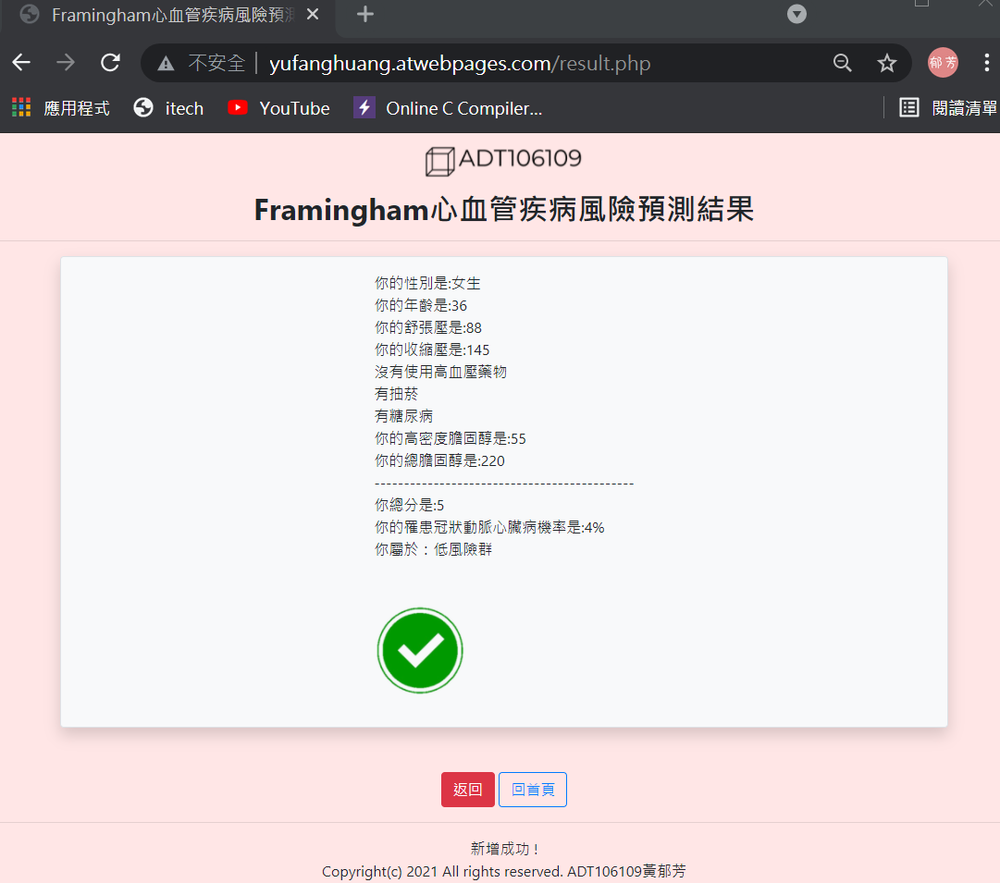 Framingham心血管疾病風險預測
不安全 yufanghuang.atwebpages.com/result.php 郁芳
應用程式 itech YouTube Online C Compiler... 閱讀清單
ADT106109
Framingham心血管疾病風險預測結果
你的性別是:女生
你的年齡是:36
你的舒張壓是:88
你的收縮壓是:145
沒有使用高血壓藥物
有抽菸
有糖尿病
你的高密度膽固醇是:55
你的總膽固醇是:220
--------------------------------------------
你總分是:5
你的罹患冠狀動脈心臟病機率是:4%
你屬於：低風險群
返回 回首頁
新增成功！
Copyright(c) 2021 All rights reserved. ADT106109黃郁芳